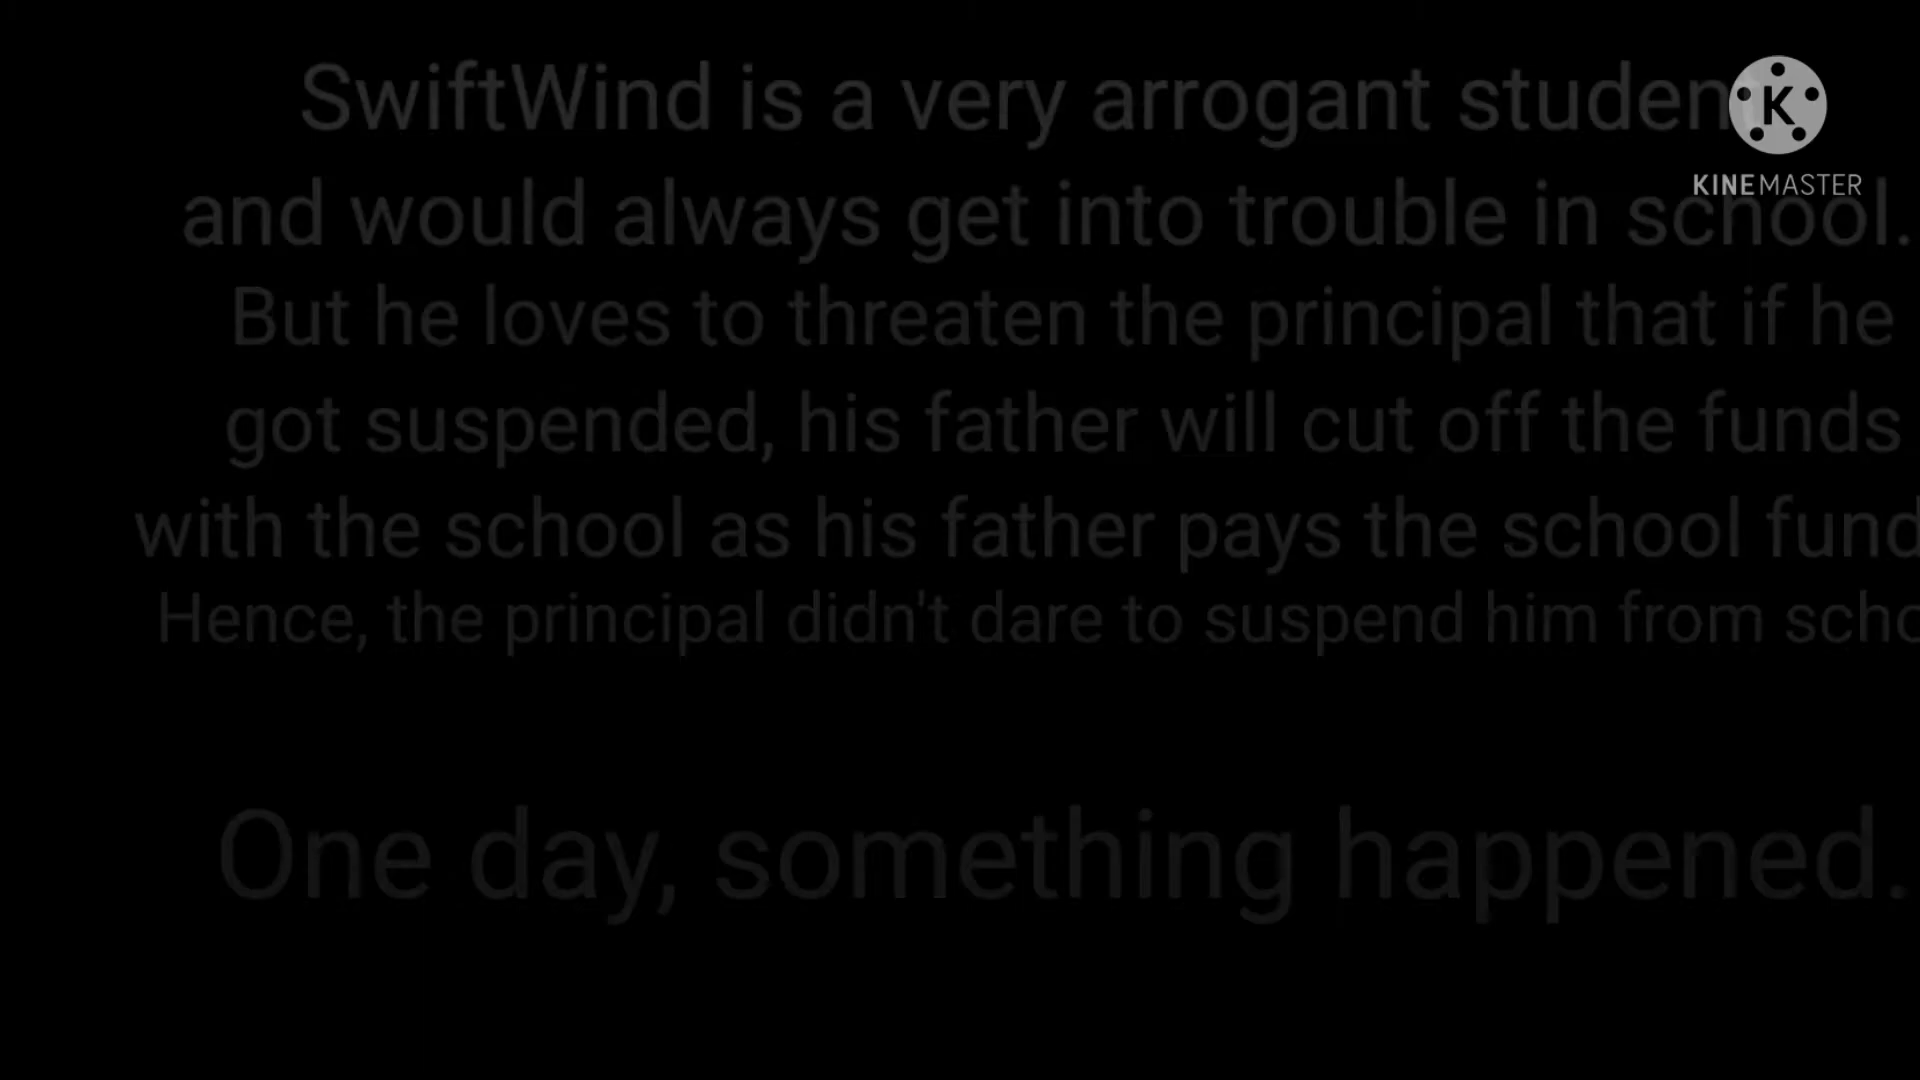 SwiftWind is a very arrogant studen
and would always get into trouble in school.
But he loves to threaten the principal that if he
got suspended, his father will cut off the funds
with the school as his father pays the school fund
Hence, the principal didn't dare to suspend him from scho
One day, something happened.
K
KINEMASTER